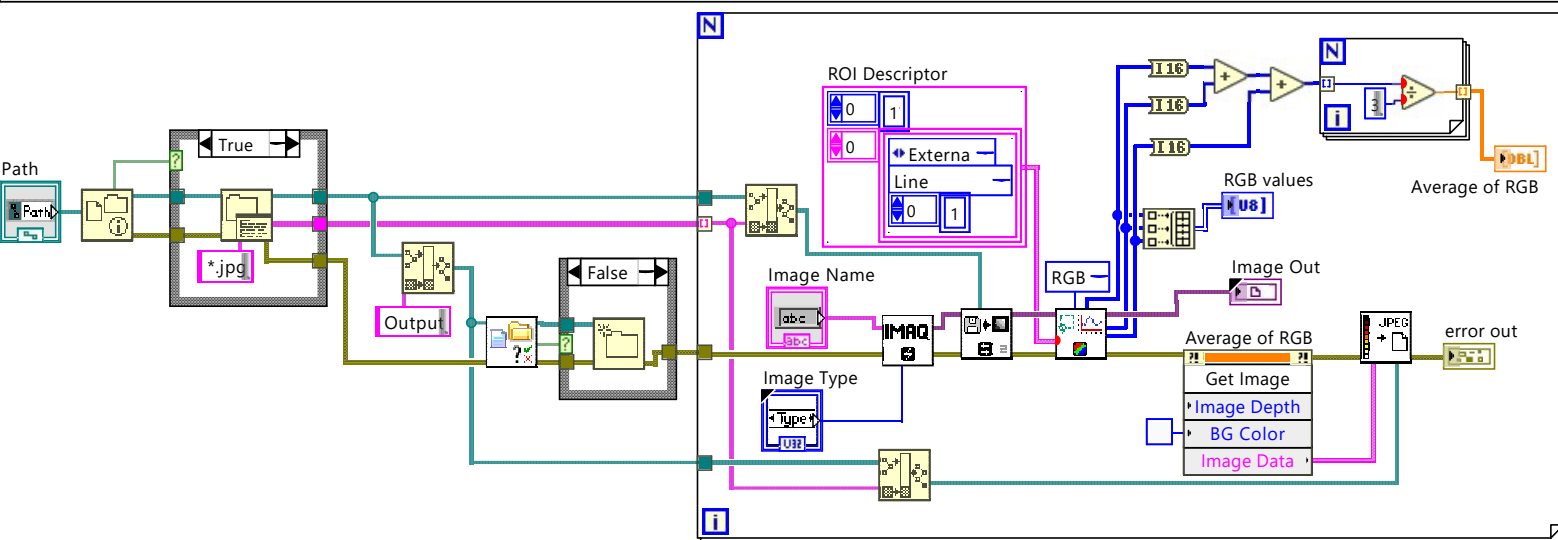 N
N
ROI Descriptor
I16
+
+
0
1
I16
3
÷
i
True
?
0
Externa
I16
DBL]
Path
Line
RGB values
Average of RGB
Path
i
0
1
U8]
*.jpg
False
Image Name
RGB
Image Out
Output
abc
abc
IMAQ
JPEG
?
?
Average of RGB
error out
Image Type
?!
?!
Get Image
Type
Image Depth
U32
BG Color
Image Data
i